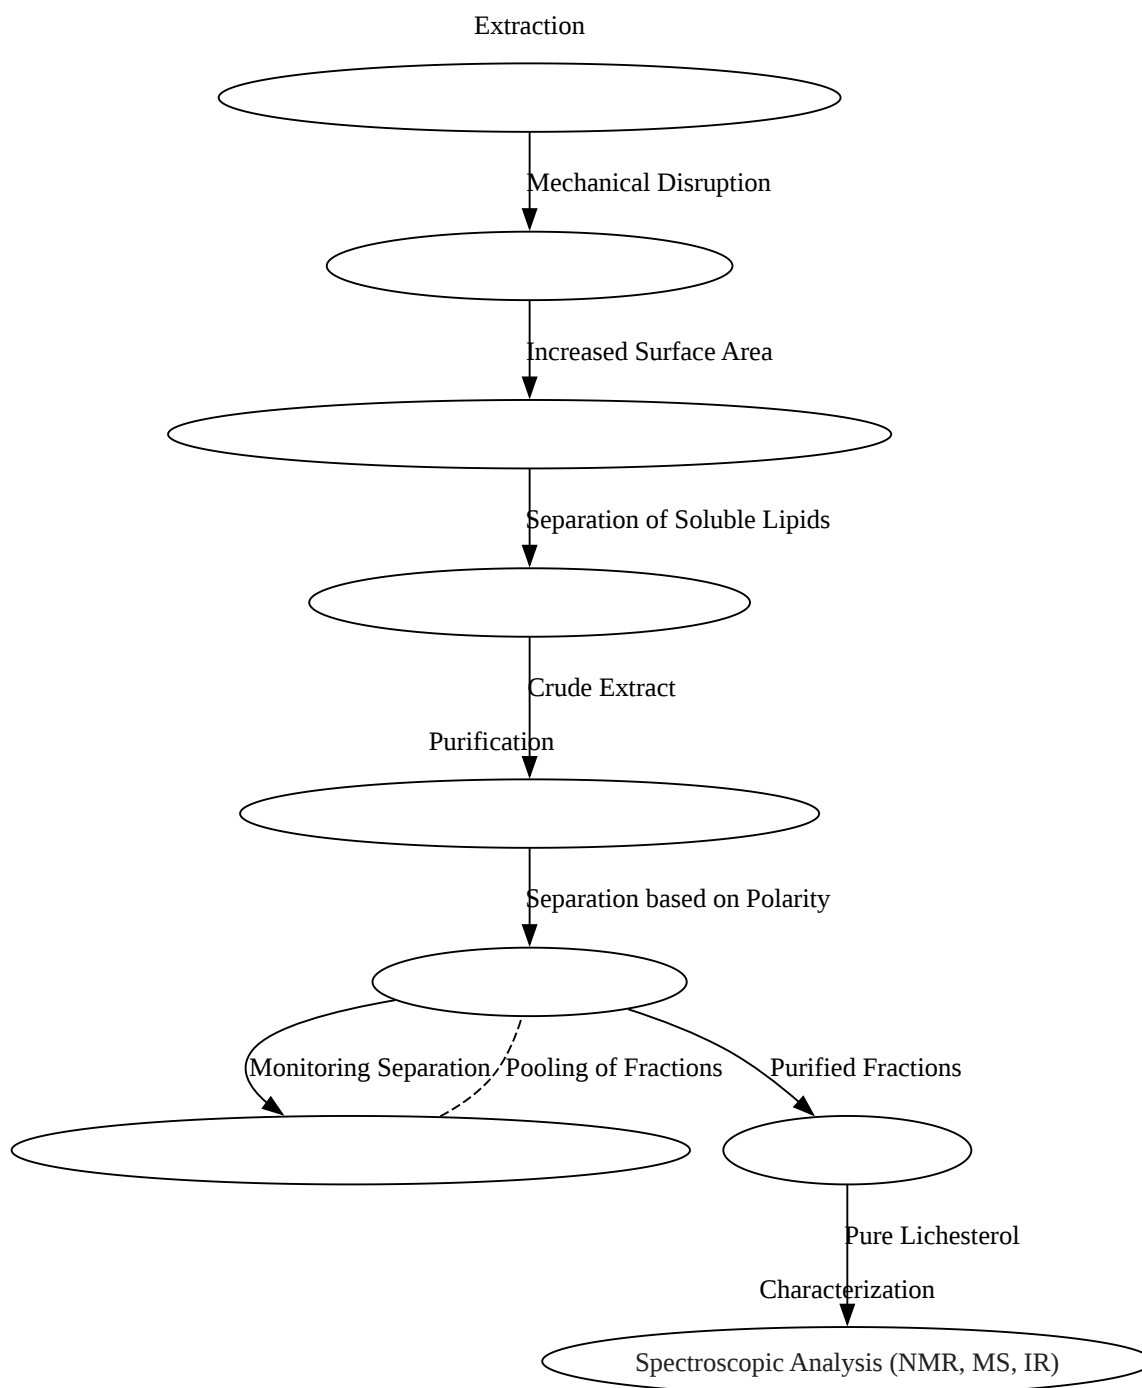 Extraction
Mechanical Disruption
Increased Surface Area
Separation of Soluble Lipids
Crude Extract
Purification
Separation based on Polarity
Monitoring Separation
Pooling of Fractions
Purified Fractions
Pure Lichesterol
Characterization
Spectroscopic Analysis (NMR, MS, IR)